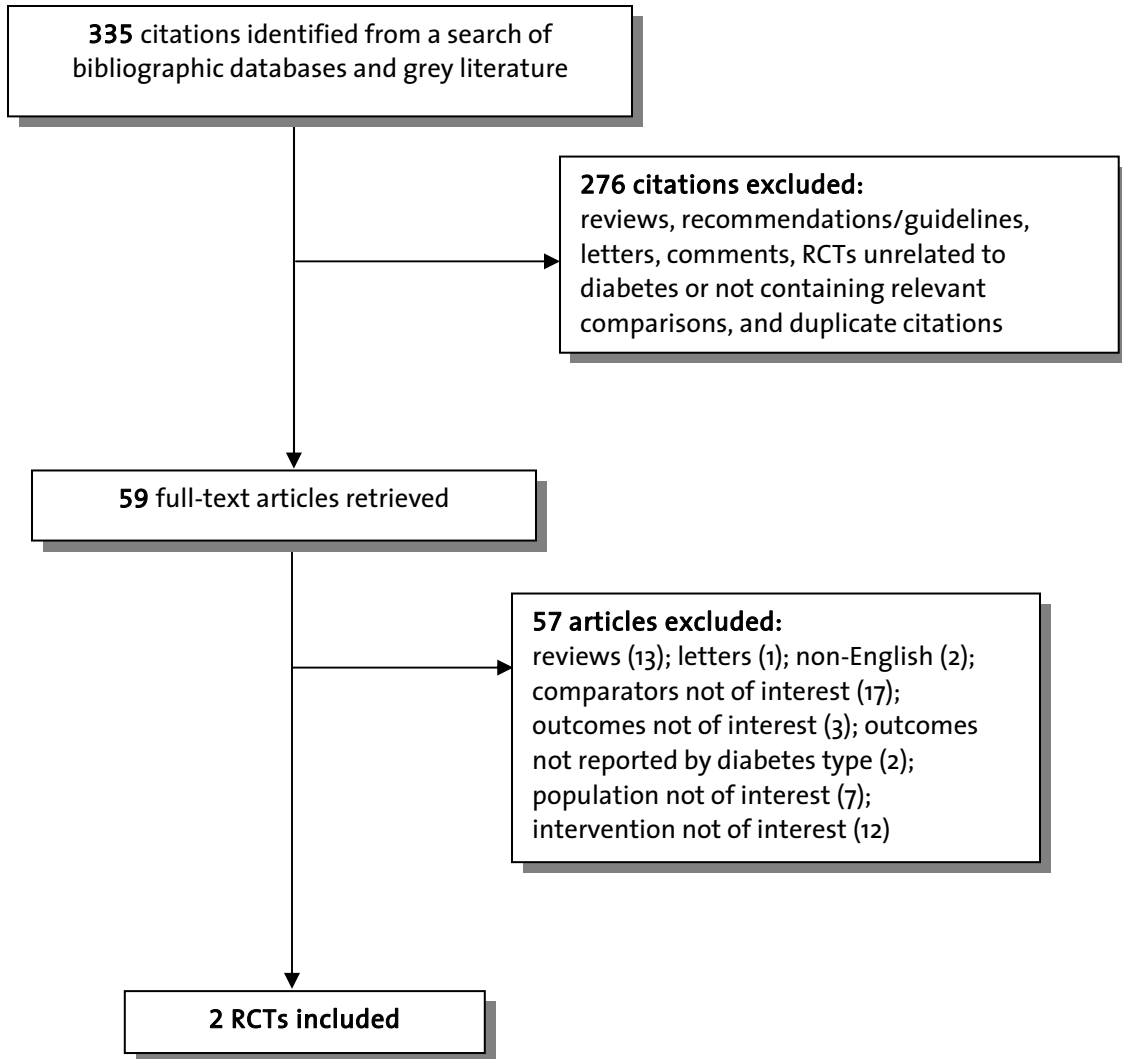 335 citations identified from a search of
bibliographic databases and grey literature
276 citations excluded:
reviews, recommendations/guidelines,
letters, comments, RCTs unrelated to
diabetes or not containing relevant
comparisons, and duplicate citations
59 full-text articles retrieved
57 articles excluded:
reviews (13); letters (1); non-English (2);
comparators not of interest (17);
outcomes not of interest (3); outcomes
not reported by diabetes type (2);
population not of interest (7);
intervention not of interest (12)
2 RCTs included